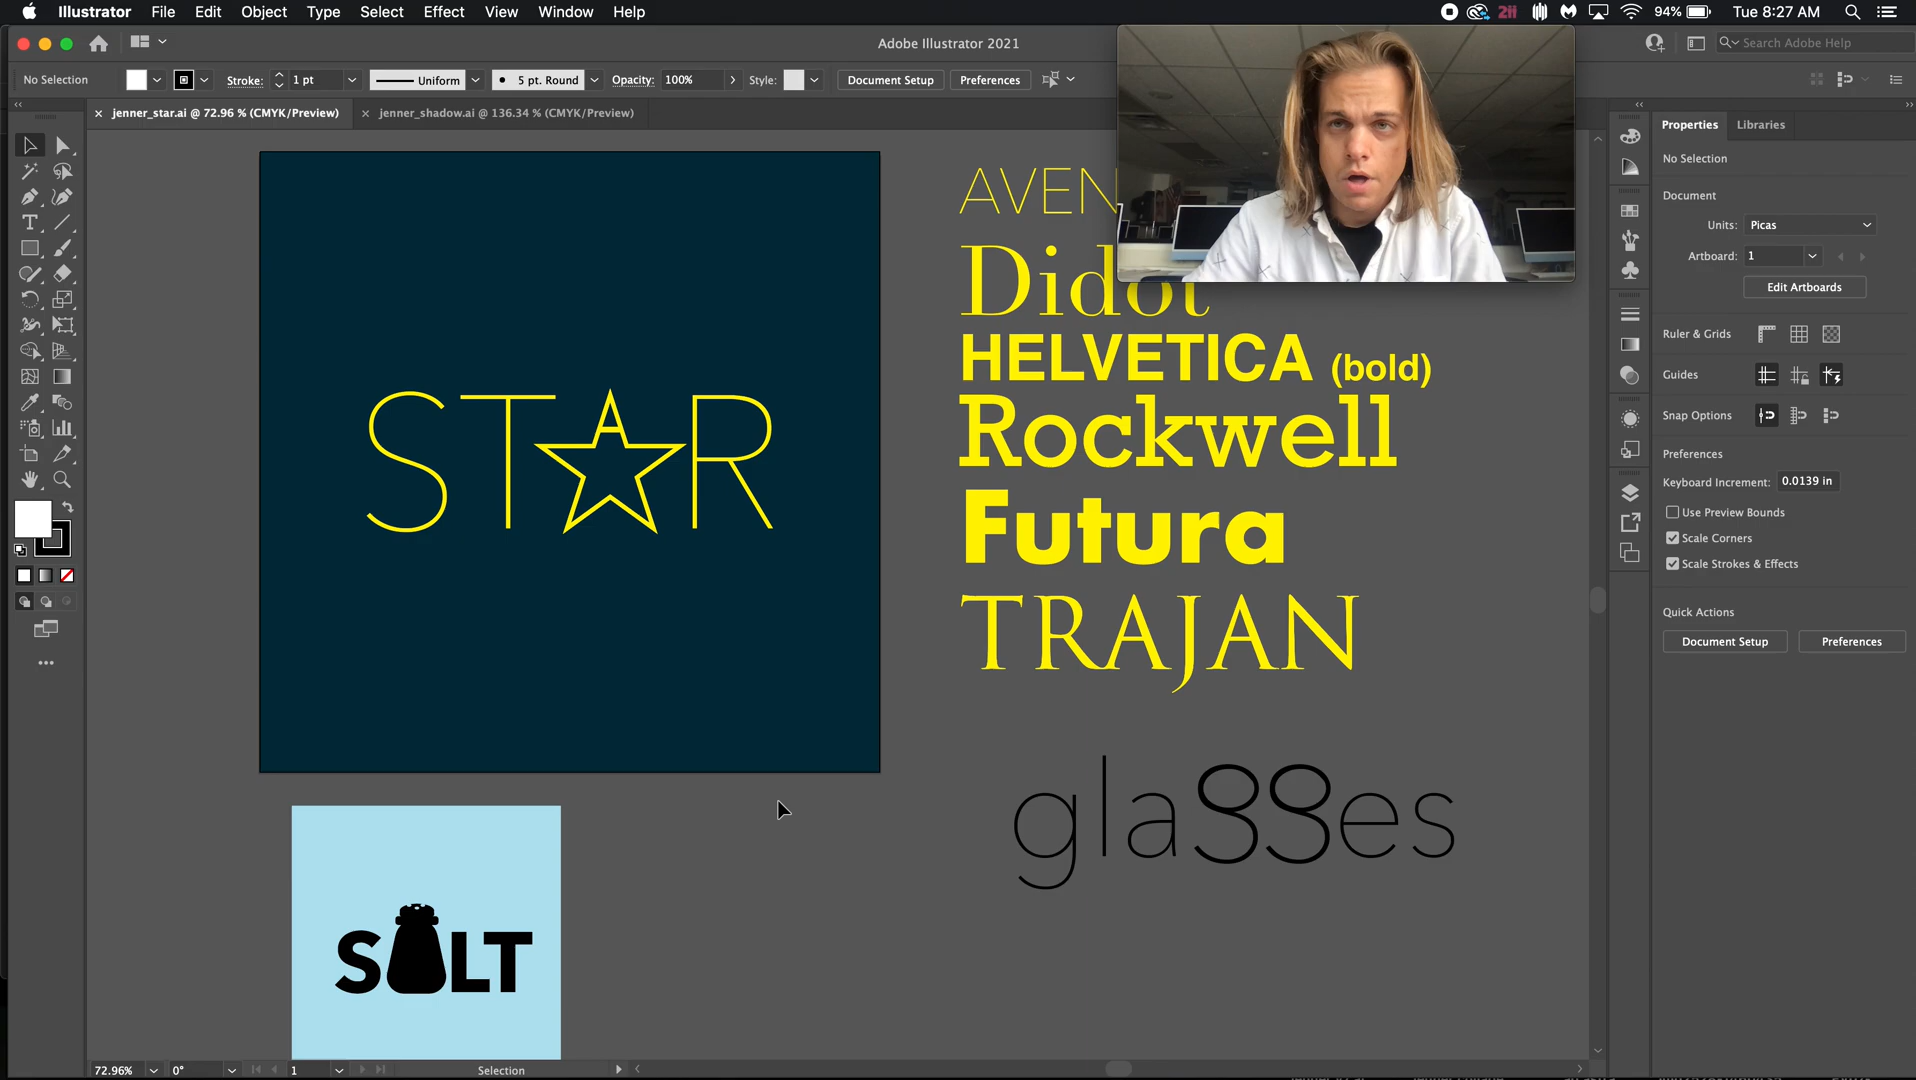 Illustrator File Edit Object Type Select Effect View Window Help
94% Tue 8:27 AM
Adobe Illustrator 2021
Search Adobe Help
No Selection
Stroke: 1 pt
Uniform
5 pt. Round
Opacity: 100%
Style:
Document Setup
Preferences
jenner_star.ai @ 72.96 % (CMYK/Preview)
jenner_shadow.ai @ 136.34 % (CMYK/Preview)
AVEN
Didot
HELVETICA (bold)
Rockwell
Futura
TRAJAN
STAR
gla88es
SALT
Properties
Libraries
No Selection
Document
Units: Picas
Artboard: 1
Edit Artboards
Ruler & Grids
Guides
Snap Options
Preferences
Keyboard Increment: 0.0139 in
Use Preview Bounds
Scale Corners
Scale Strokes & Effects
Quick Actions
Document Setup
Preferences
72.96%
0°
1
Selection